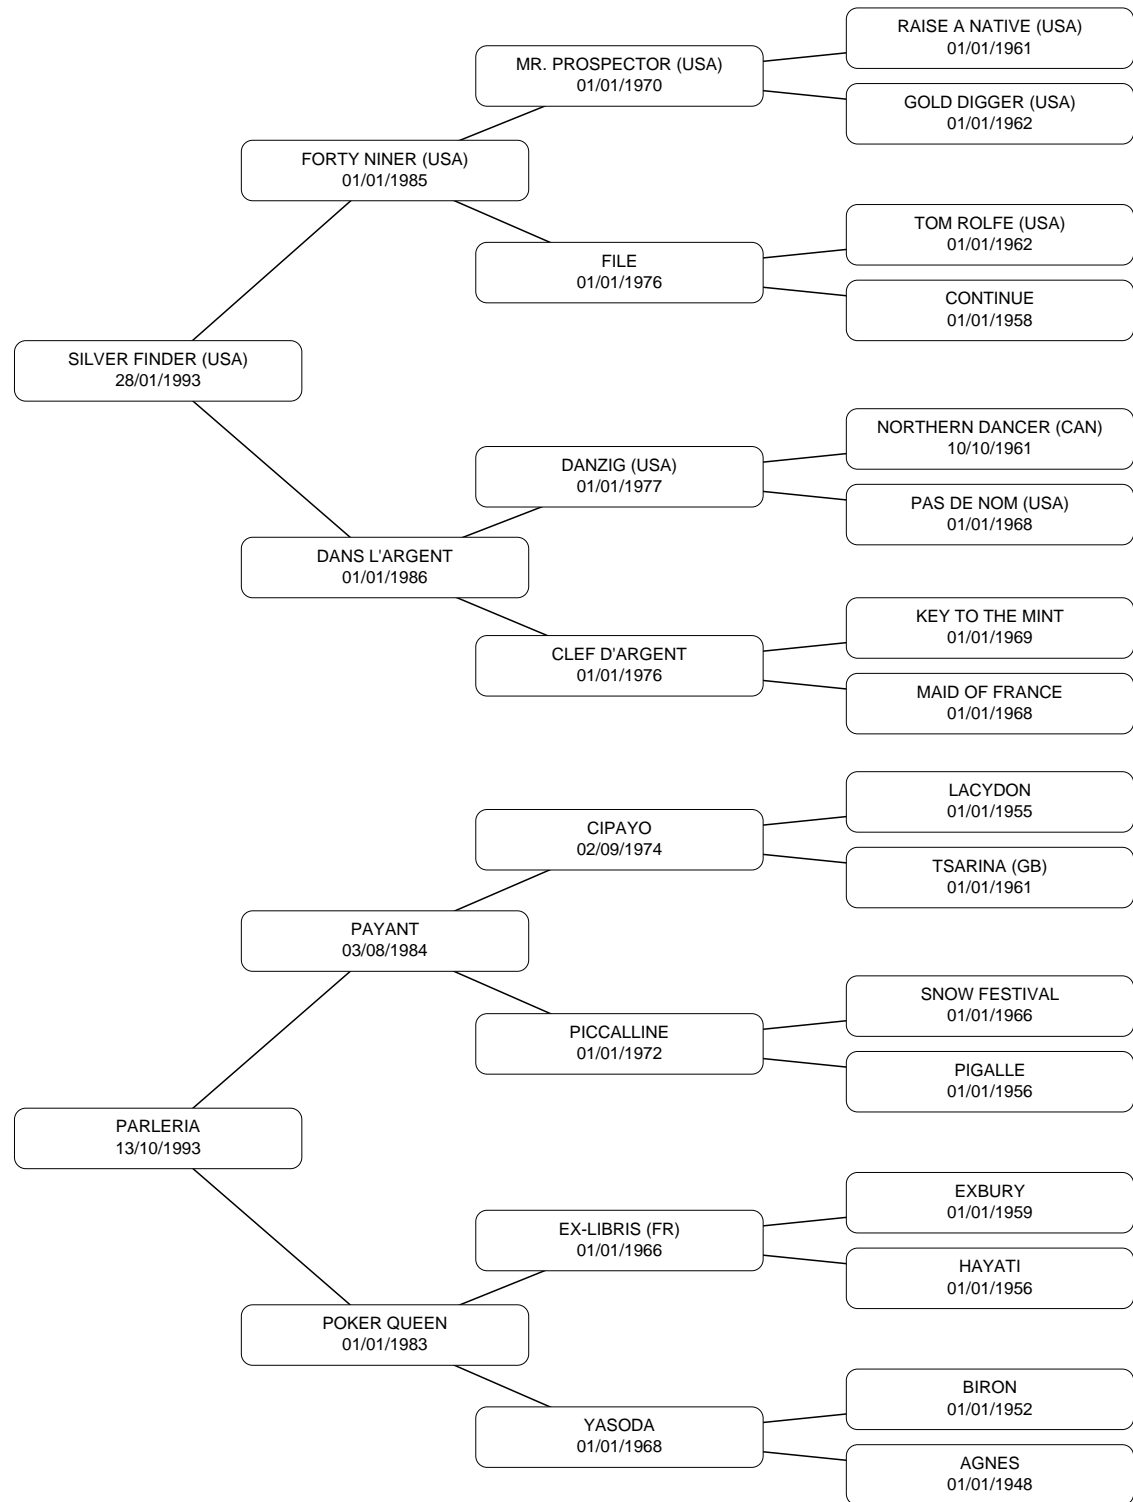 RAISE A NATIVE (USA)
01/01/1961
MR. PROSPECTOR (USA)
01/01/1970
GOLD DIGGER (USA)
01/01/1962
FORTY NINER (USA)
01/01/1985
TOM ROLFE (USA)
01/01/1962
FILE
01/01/1976
CONTINUE
01/01/1958
SILVER FINDER (USA)
28/01/1993
NORTHERN DANCER (CAN)
10/10/1961
DANZIG (USA)
01/01/1977
PAS DE NOM (USA)
01/01/1968
DANS L'ARGENT
01/01/1986
KEY TO THE MINT
01/01/1969
CLEF D'ARGENT
01/01/1976
MAID OF FRANCE
01/01/1968
LACYDON
01/01/1955
CIPAYO
02/09/1974
TSARINA (GB)
01/01/1961
PAYANT
03/08/1984
SNOW FESTIVAL
01/01/1966
PICCALLINE
01/01/1972
PIGALLE
01/01/1956
PARLERIA
13/10/1993
EXBURY
01/01/1959
EX-LIBRIS (FR)
01/01/1966
HAYATI
01/01/1956
POKER QUEEN
01/01/1983
BIRON
01/01/1952
YASODA
01/01/1968
AGNES
01/01/1948